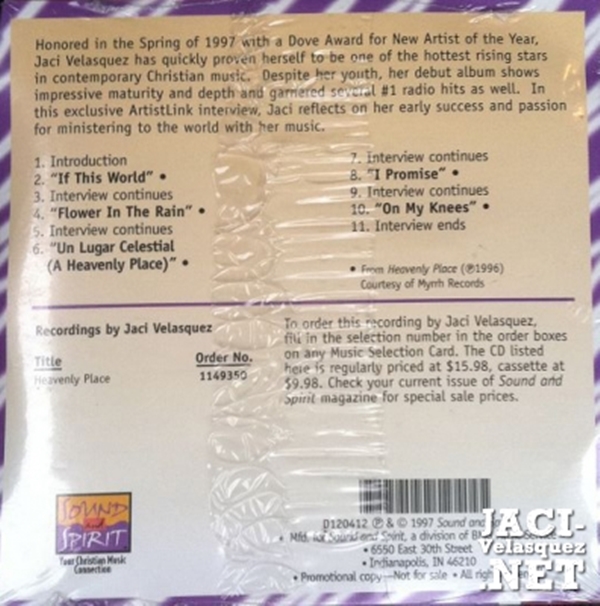 Honored in the Spring of 1997 with a Dove Award for New Artist of the Year,
Jaci Velasquez has quickly proven herself to be one of the hottest rising stars
in contemporary Christian music. Despite her youth, her debut album shows
impressive maturity and depth and garnered several #1 radio hits as well. In
this exclusive ArtistLink interview, Jaci reflects on her early success and passion
for ministering to the world with her music.
1. Introduction
2. “If This World” •
3. Interview continues
4. “Flower In The Rain” •
5. Interview continues
6. “Un Lugar Celestial
(A Heavenly Place)” •
7. Interview continues
8. “I Promise” •
9. Interview continues
10. “On My Knees” •
11. Interview ends
• From Heavenly Place (℗1996)
Courtesy of Myrrh Records
Recordings by Jaci Velasquez
Title Order No.
Heavenly Place 1149350
To order this recording by Jaci Velasquez,
fill in the selection number in the order boxes
on any Music Selection Card. The CD listed
here is regularly priced at $15.98, cassette at
$9.98. Check your current issue of Sound and
Spirit magazine for special sale prices.
SOUND
and
SPIRIT
Your Christian Music
Connection
D120412 ℗ & © 1997 Sound and
• Mfd. for Sound and Spirit, a division of
• 6550 East 30th Street
• Indianapolis, IN 46210
• Promotional copy—Not for sale • All
JACI-
Velasquez
.NET